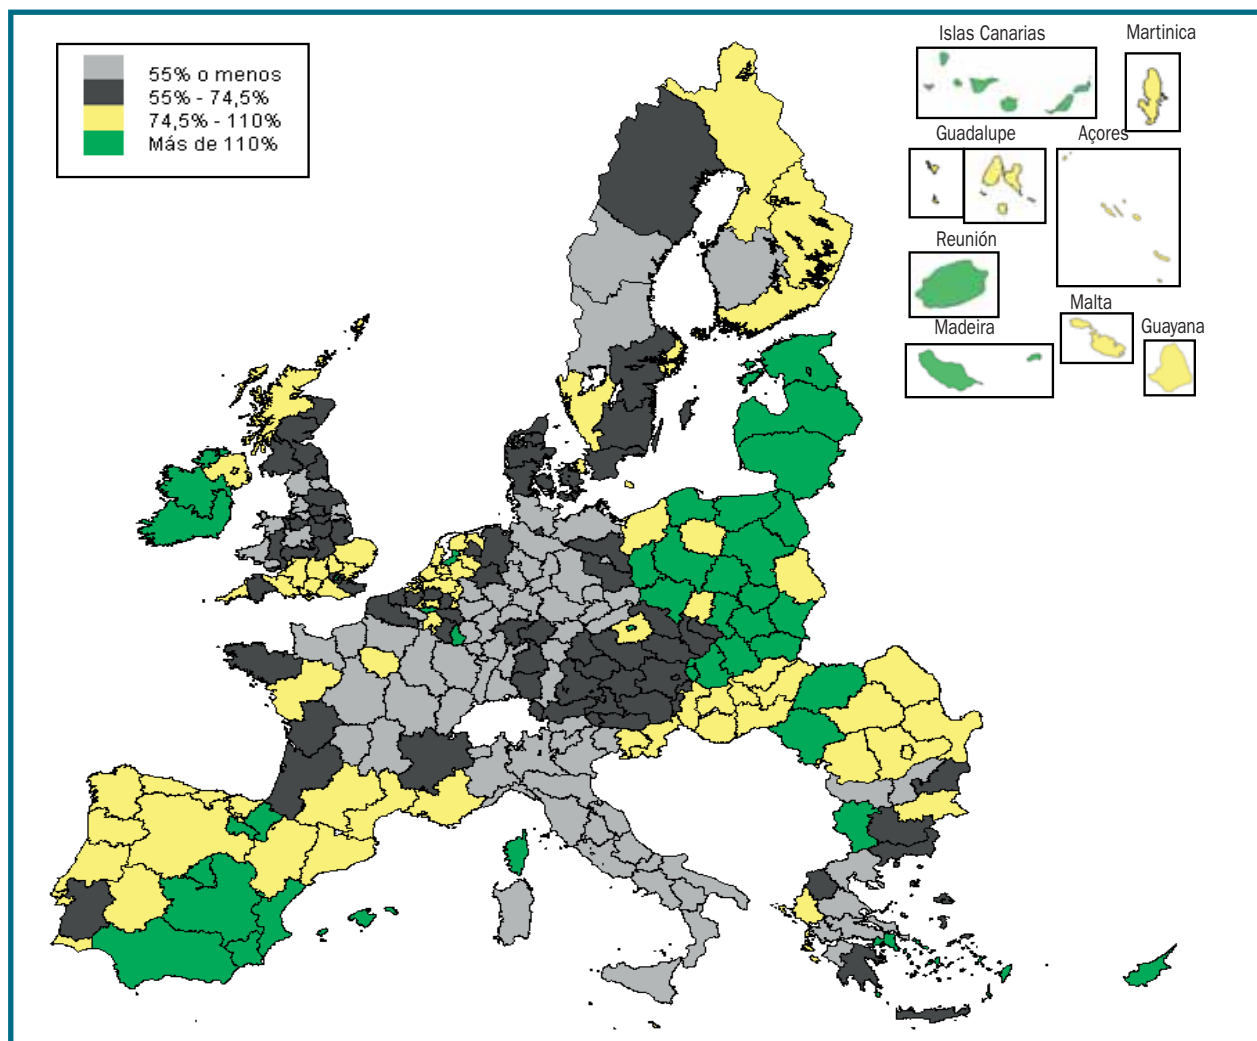 55% o menos
55% - 74,5%
74,5% - 110%
Más de 110%
Islas Canarias
Martinica
Guadalupe
Açores
Reunión
Malta
Guayana
Madeira